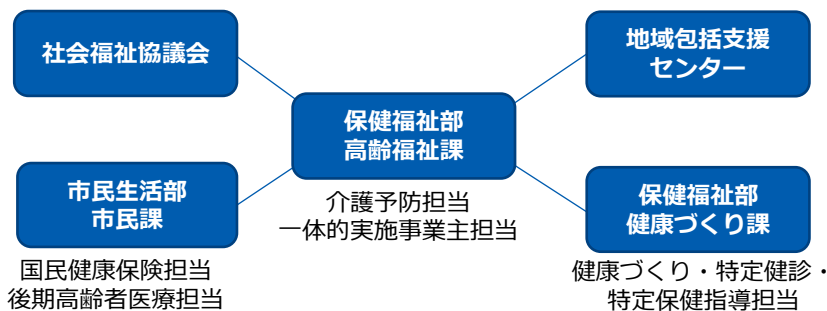 社会福祉協議会
地域包括支援
センター
保健福祉部
高齢福祉課
介護予防担当
一体的実施事業主担当
市民生活部
市民課
国民健康保険担当
後期高齢者医療担当
保健福祉部
健康づくり課
健康づくり・特定健診・
特定保健指導担当